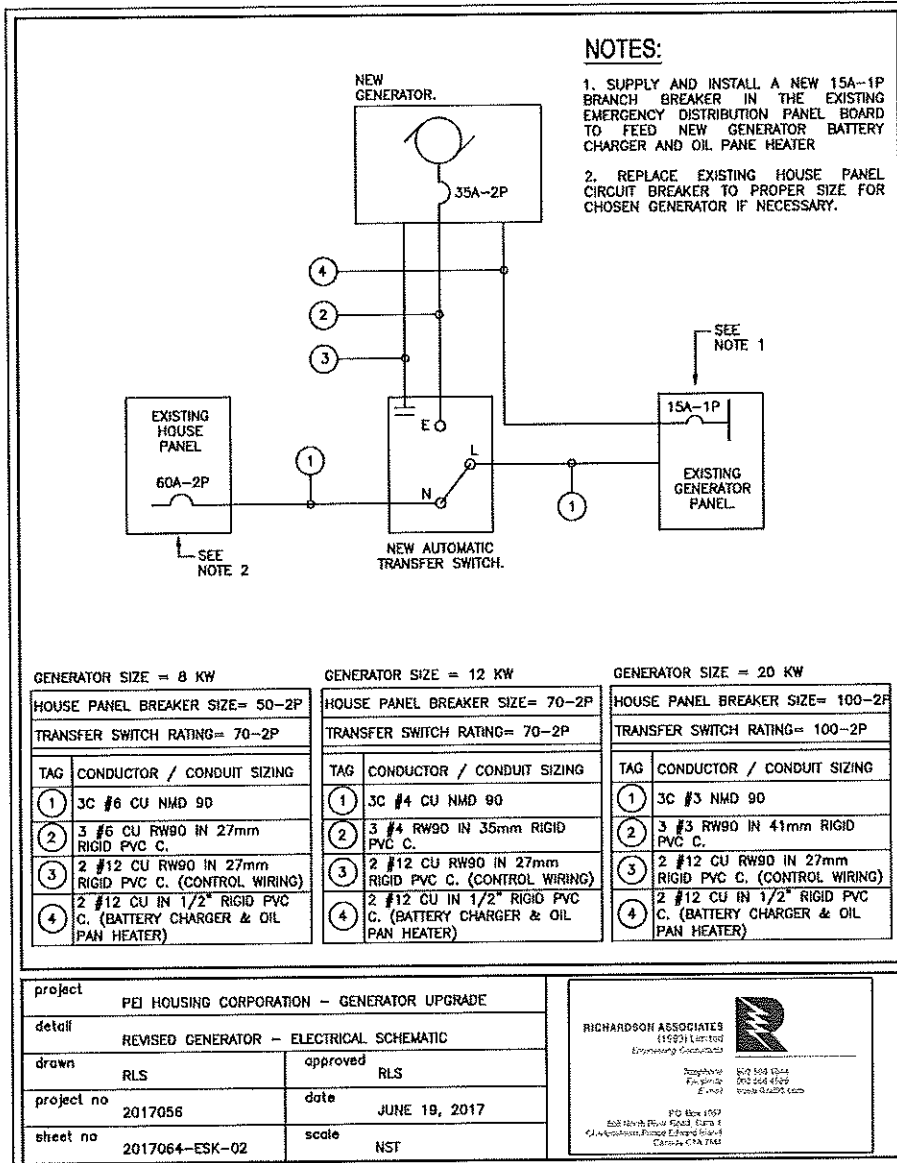 NOTES:
1. SUPPLY AND INSTALL A NEW 15A-1P
BRANCH BREAKER IN THE EXISTING
EMERGENCY DISTRIBUTION PANEL BOARD
TO FEED NEW GENERATOR BATTERY
CHARGER AND OIL PANE HEATER
2. REPLACE EXISTING HOUSE PANEL
CIRCUIT BREAKER TO PROPER SIZE FOR
CHOSEN GENERATOR IF NECESSARY.
NEW
GENERATOR.
35A-2P
4
2
3
SEE
NOTE 1
EXISTING
HOUSE
PANEL
60A-2P
1
E
L
N
15A-1P
EXISTING
GENERATOR
PANEL.
1
SEE
NOTE 2
NEW AUTOMATIC
TRANSFER SWITCH.
GENERATOR SIZE = 8 KW
HOUSE PANEL BREAKER SIZE= 50-2P
TRANSFER SWITCH RATING= 70-2P
TAG CONDUCTOR / CONDUIT SIZING
1 3C #6 CU NMD 90
2 3 #6 CU RW90 IN 27mm
RIGID PVC C.
3 2 #12 CU RW90 IN 27mm
RIGID PVC C. (CONTROL WIRING)
4 2 #12 CU IN 1/2" RIGID PVC
C. (BATTERY CHARGER & OIL
PAN HEATER)
GENERATOR SIZE = 12 KW
HOUSE PANEL BREAKER SIZE= 70-2P
TRANSFER SWITCH RATING= 70-2P
TAG CONDUCTOR / CONDUIT SIZING
1 3C #4 CU NMD 90
2 3 #4 RW90 IN 35mm RIGID
PVC C.
3 2 #12 CU RW90 IN 27mm
RIGID PVC C. (CONTROL WIRING)
4 2 #12 CU IN 1/2" RIGID PVC
C. (BATTERY CHARGER & OIL
PAN HEATER)
GENERATOR SIZE = 20 KW
HOUSE PANEL BREAKER SIZE= 100-2P
TRANSFER SWITCH RATING= 100-2P
TAG CONDUCTOR / CONDUIT SIZING
1 3C #3 NMD 90
2 3 #3 RW90 IN 41mm RIGID
PVC C.
3 2 #12 CU RW90 IN 27mm
RIGID PVC C. (CONTROL WIRING)
4 2 #12 CU IN 1/2" RIGID PVC
C. (BATTERY CHARGER & OIL
PAN HEATER)
project PEI HOUSING CORPORATION - GENERATOR UPGRADE
detail REVISED GENERATOR - ELECTRICAL SCHEMATIC
drawn RLS approved RLS
project no 2017056 date JUNE 19, 2017
sheet no 2017064-ESK-02 scale NST
RICHARDSON ASSOCIATES
(1993) Limited
Engineering Consultants
Telephone
Facsimile
E-mail